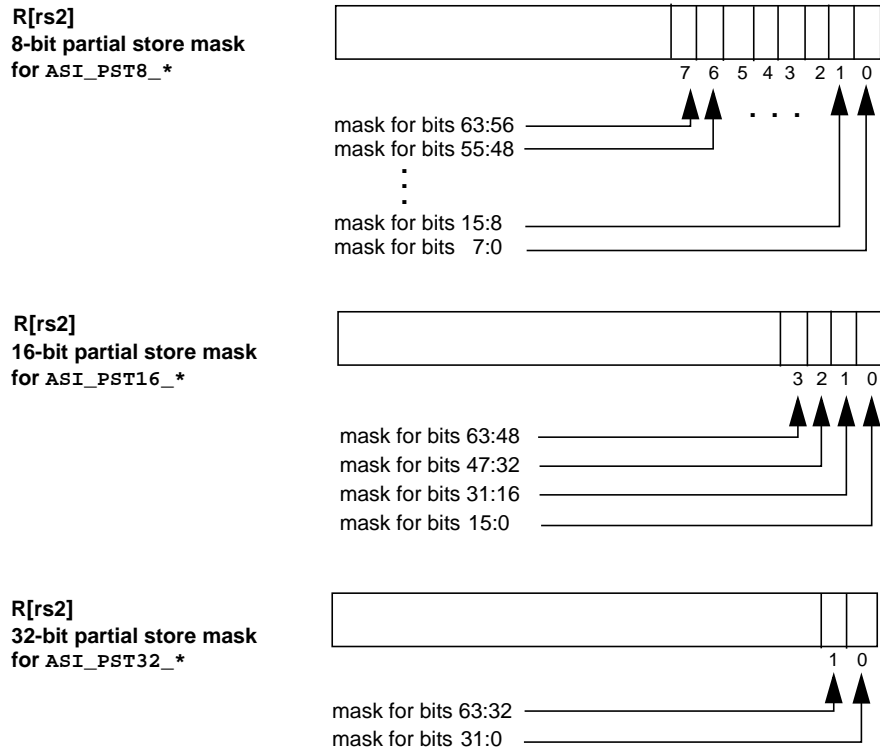 R[rs2]
8-bit partial store mask
for ASI_PST8_*
7 6 5 4 3 2 1 0
. . .
mask for bits 63:56
mask for bits 55:48
.
.
.
mask for bits 15:8
mask for bits 7:0
R[rs2]
16-bit partial store mask
for ASI_PST16_*
3 2 1 0
mask for bits 63:48
mask for bits 47:32
mask for bits 31:16
mask for bits 15:0
R[rs2]
32-bit partial store mask
for ASI_PST32_*
1 0
mask for bits 63:32
mask for bits 31:0